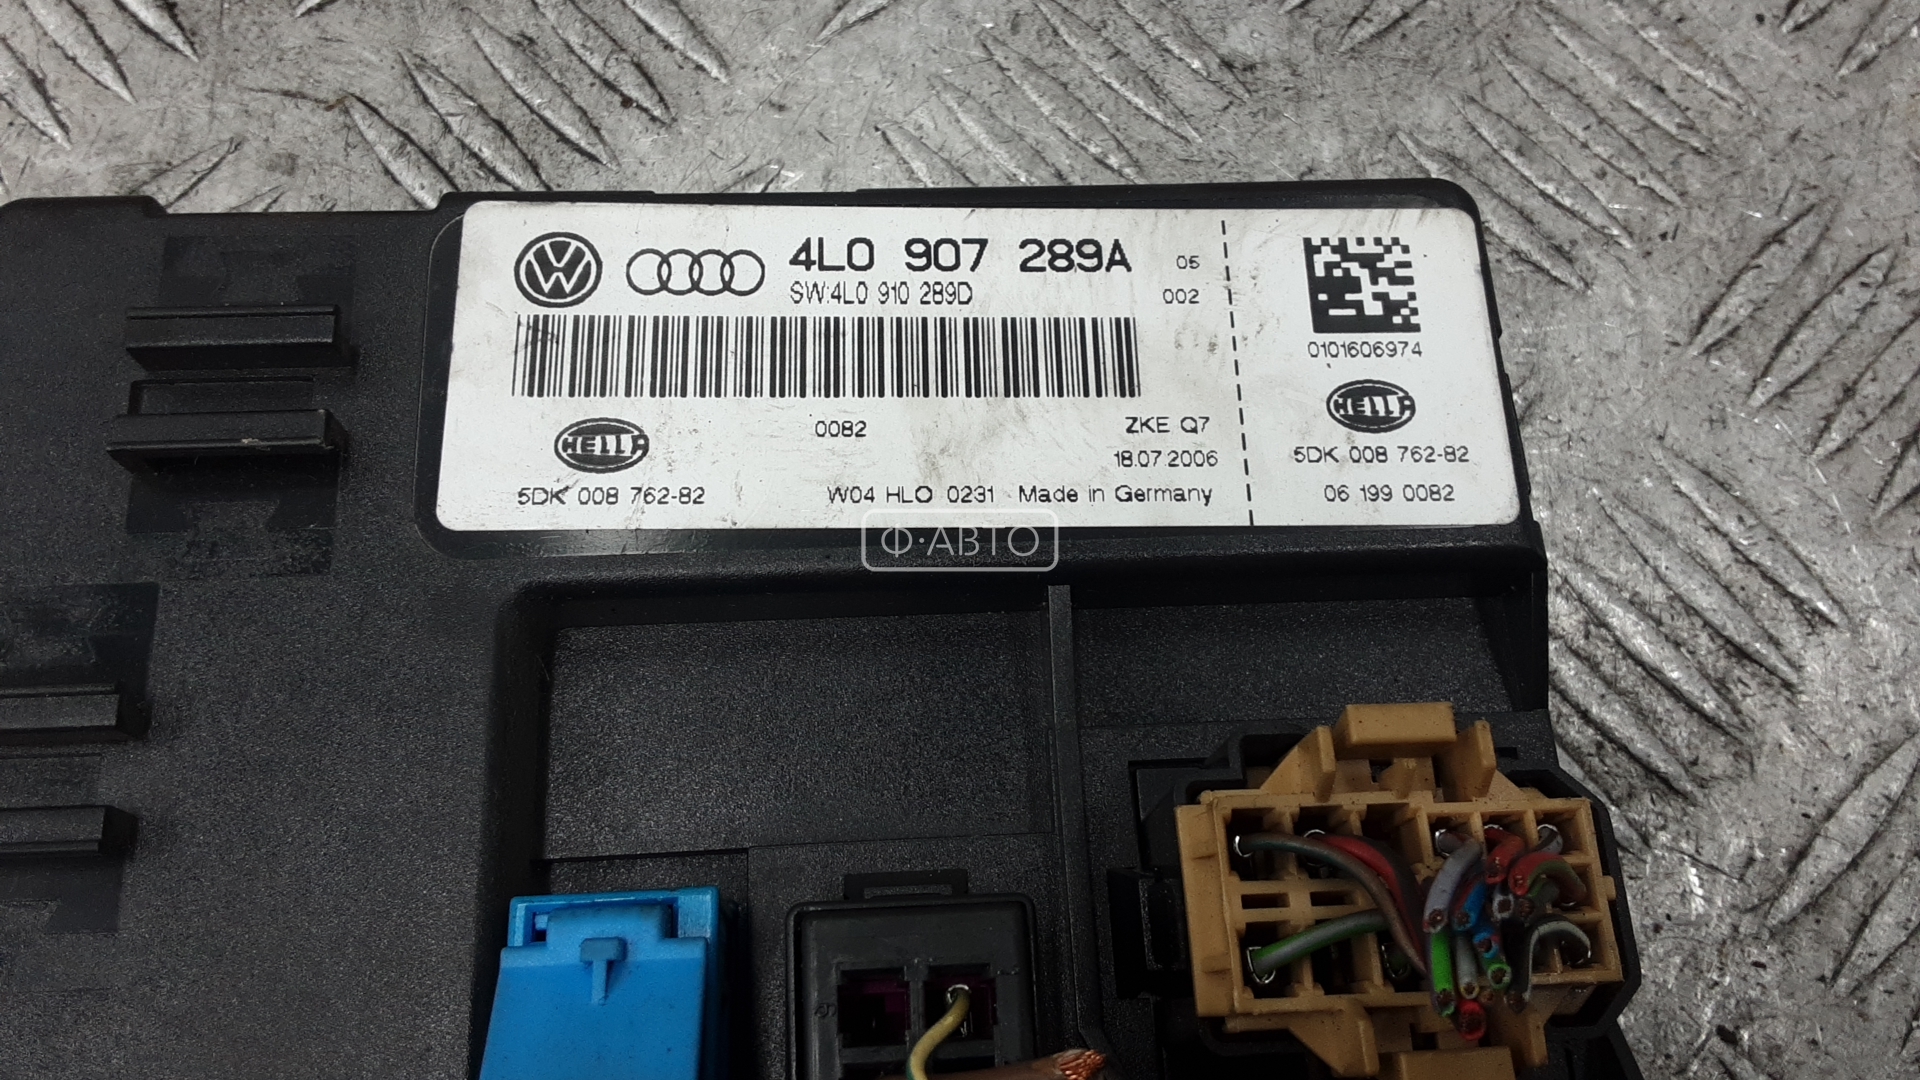 4L0 907 289A 05
SW:4L0 910 289D 002
0101606974
HELLA
0082 ZKE Q7
HELLA
18.07.2006
5DK 008 762-82
5DK 008 762-82 W04 HLO 0231 Made in Germany
06 199 0082
Ф·АВТО